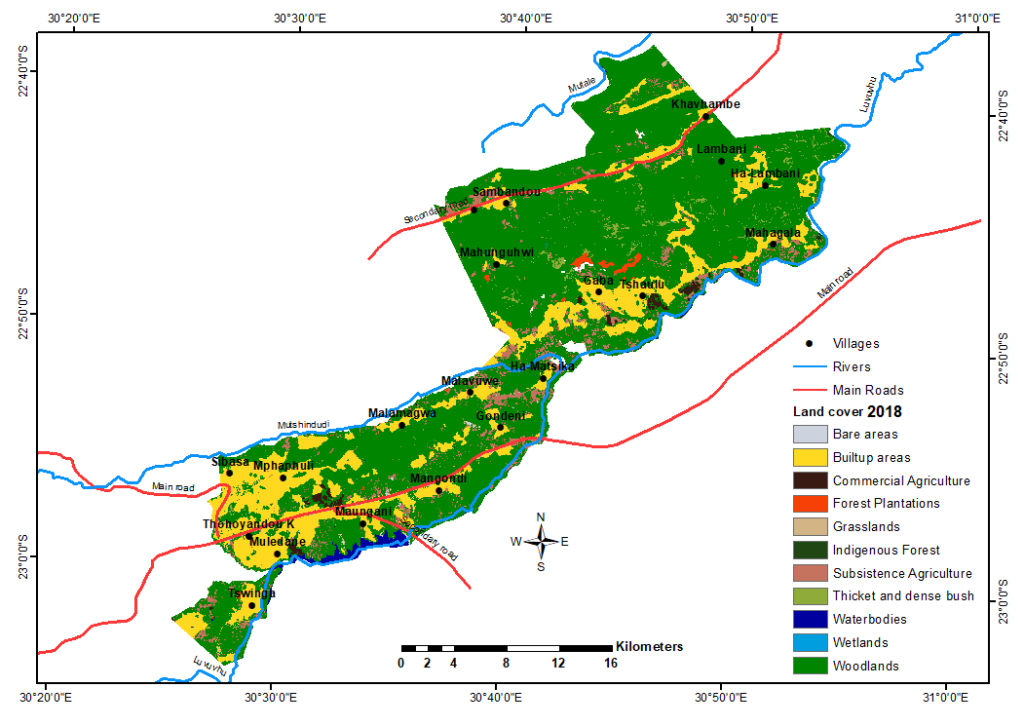 30°20'0"E 30°30'0"E 30°40'0"E 30°50'0"E 31°0'0"E
22°40'0"S
22°40'0"S
Mutale
Luvuvhu
Khavhambe
Lambani
Ha-Lambani
Sambandou
Secondary road
Mahagala
Mahunguhwi
Gaba Tshaulu
Main road
22°50'0"S
22°50'0"S
Ha-Matsika
Malavuwe
Malamagwa
Gondeni
Mutshindudi
Sibasa
Mphaphuli
Mangondi
Main road
Maungani
Thohoyandou K
Muledane
Secondary road
23°0'0"S
23°0'0"S
Tswinga
Luvuvhu
N
W E
S
Villages
Rivers
Main Roads
Land cover 2018
Bare areas
Builtup areas
Commercial Agriculture
Forest Plantations
Grasslands
Indigenous Forest
Subsistence Agriculture
Thicket and dense bush
Waterbodies
Wetlands
Woodlands
Kilometers
0 2 4 8 12 16
30°20'0"E 30°30'0"E 30°40'0"E 30°50'0"E 31°0'0"E